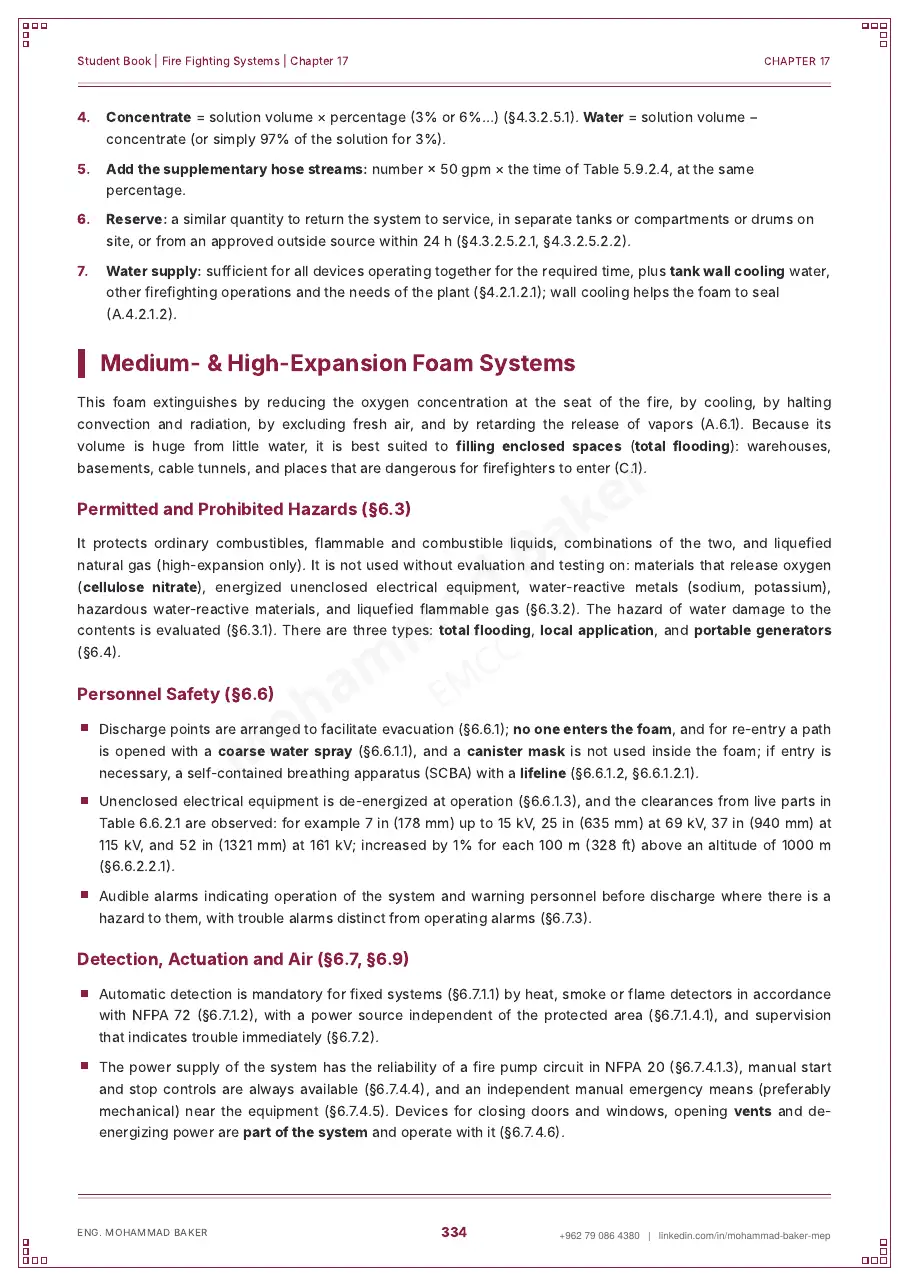 Student Book | Fire Fighting Systems | Chapter 17
CHAPTER 17
4. Concentrate = solution volume × percentage (3% or 6%...) (§4.3.2.5.1). Water = solution volume –
concentrate (or simply 97% of the solution for 3%).
5. Add the supplementary hose streams: number × 50 gpm × the time of Table 5.9.2.4, at the same
percentage.
6. Reserve: a similar quantity to return the system to service, in separate tanks or compartments or drums on
site, or from an approved outside source within 24 h (§4.3.2.5.2.1, §4.3.2.5.2.2).
7. Water supply: sufficient for all devices operating together for the required time, plus tank wall cooling water,
other firefighting operations and the needs of the plant (§4.2.1.2.1); wall cooling helps the foam to seal
(A.4.2.1.2).
Medium- & High-Expansion Foam Systems
This foam extinguishes by reducing the oxygen concentration at the seat of the fire, by cooling, by halting
convection and radiation, by excluding fresh air, and by retarding the release of vapors (A.6.1). Because its
volume is huge from little water, it is best suited to filling enclosed spaces (total flooding): warehouses,
basements, cable tunnels, and places that are dangerous for firefighters to enter (C.1).
Permitted and Prohibited Hazards (§6.3)
It protects ordinary combustibles, flammable and combustible liquids, combinations of the two, and liquefied
natural gas (high-expansion only). It is not used without evaluation and testing on: materials that release oxygen
(cellulose nitrate), energized unenclosed electrical equipment, water-reactive metals (sodium, potassium),
hazardous water-reactive materials, and liquefied flammable gas (§6.3.2). The hazard of water damage to the
contents is evaluated (§6.3.1). There are three types: total flooding, local application, and portable generators
(§6.4).
Personnel Safety (§6.6)
Discharge points are arranged to facilitate evacuation (§6.6.1); no one enters the foam, and for re-entry a path
is opened with a coarse water spray (§6.6.1.1), and a canister mask is not used inside the foam; if entry is
necessary, a self-contained breathing apparatus (SCBA) with a lifeline (§6.6.1.2, §6.6.1.2.1).
Unenclosed electrical equipment is de-energized at operation (§6.6.1.3), and the clearances from live parts in
Table 6.6.2.1 are observed: for example 7 in (178 mm) up to 15 kV, 25 in (635 mm) at 69 kV, 37 in (940 mm) at
115 kV, and 52 in (1321 mm) at 161 kV; increased by 1% for each 100 m (328 ft) above an altitude of 1000 m
(§6.6.2.2.1).
Audible alarms indicating operation of the system and warning personnel before discharge where there is a
hazard to them, with trouble alarms distinct from operating alarms (§6.7.3).
Detection, Actuation and Air (§6.7, §6.9)
Automatic detection is mandatory for fixed systems (§6.7.1.1) by heat, smoke or flame detectors in accordance
with NFPA 72 (§6.7.1.2), with a power source independent of the protected area (§6.7.1.4.1), and supervision
that indicates trouble immediately (§6.7.2).
The power supply of the system has the reliability of a fire pump circuit in NFPA 20 (§6.7.4.1.3), manual start
and stop controls are always available (§6.7.4.4), and an independent manual emergency means (preferably
mechanical) near the equipment (§6.7.4.5). Devices for closing doors and windows, opening vents and de-
energizing power are part of the system and operate with it (§6.7.4.6).
Mohammad Baker
EMCC
ENG. MOHAMMAD BAKER
334
+962 79 086 4380 | linkedin.com/in/mohammad-baker-mep